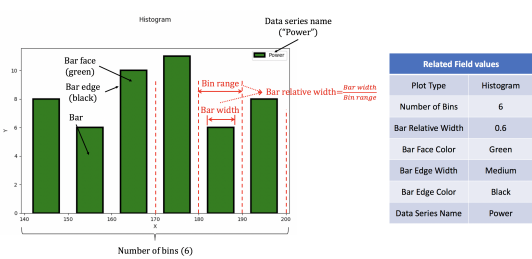 Histogram
Data series name
("Power")
Power
Bar face
(green)
Bar edge
(black)
Bar
Bin range
Bar relative width=Bar width/Bin range
Bar width
Y
10
8
6
4
2
0
140 150 160 170 180 190 200
X
Number of bins (6)
Related Field values
Plot Type Histogram
Number of Bins 6
Bar Relative Width 0.6
Bar Face Color Green
Bar Edge Width Medium
Bar Edge Color Black
Data Series Name Power